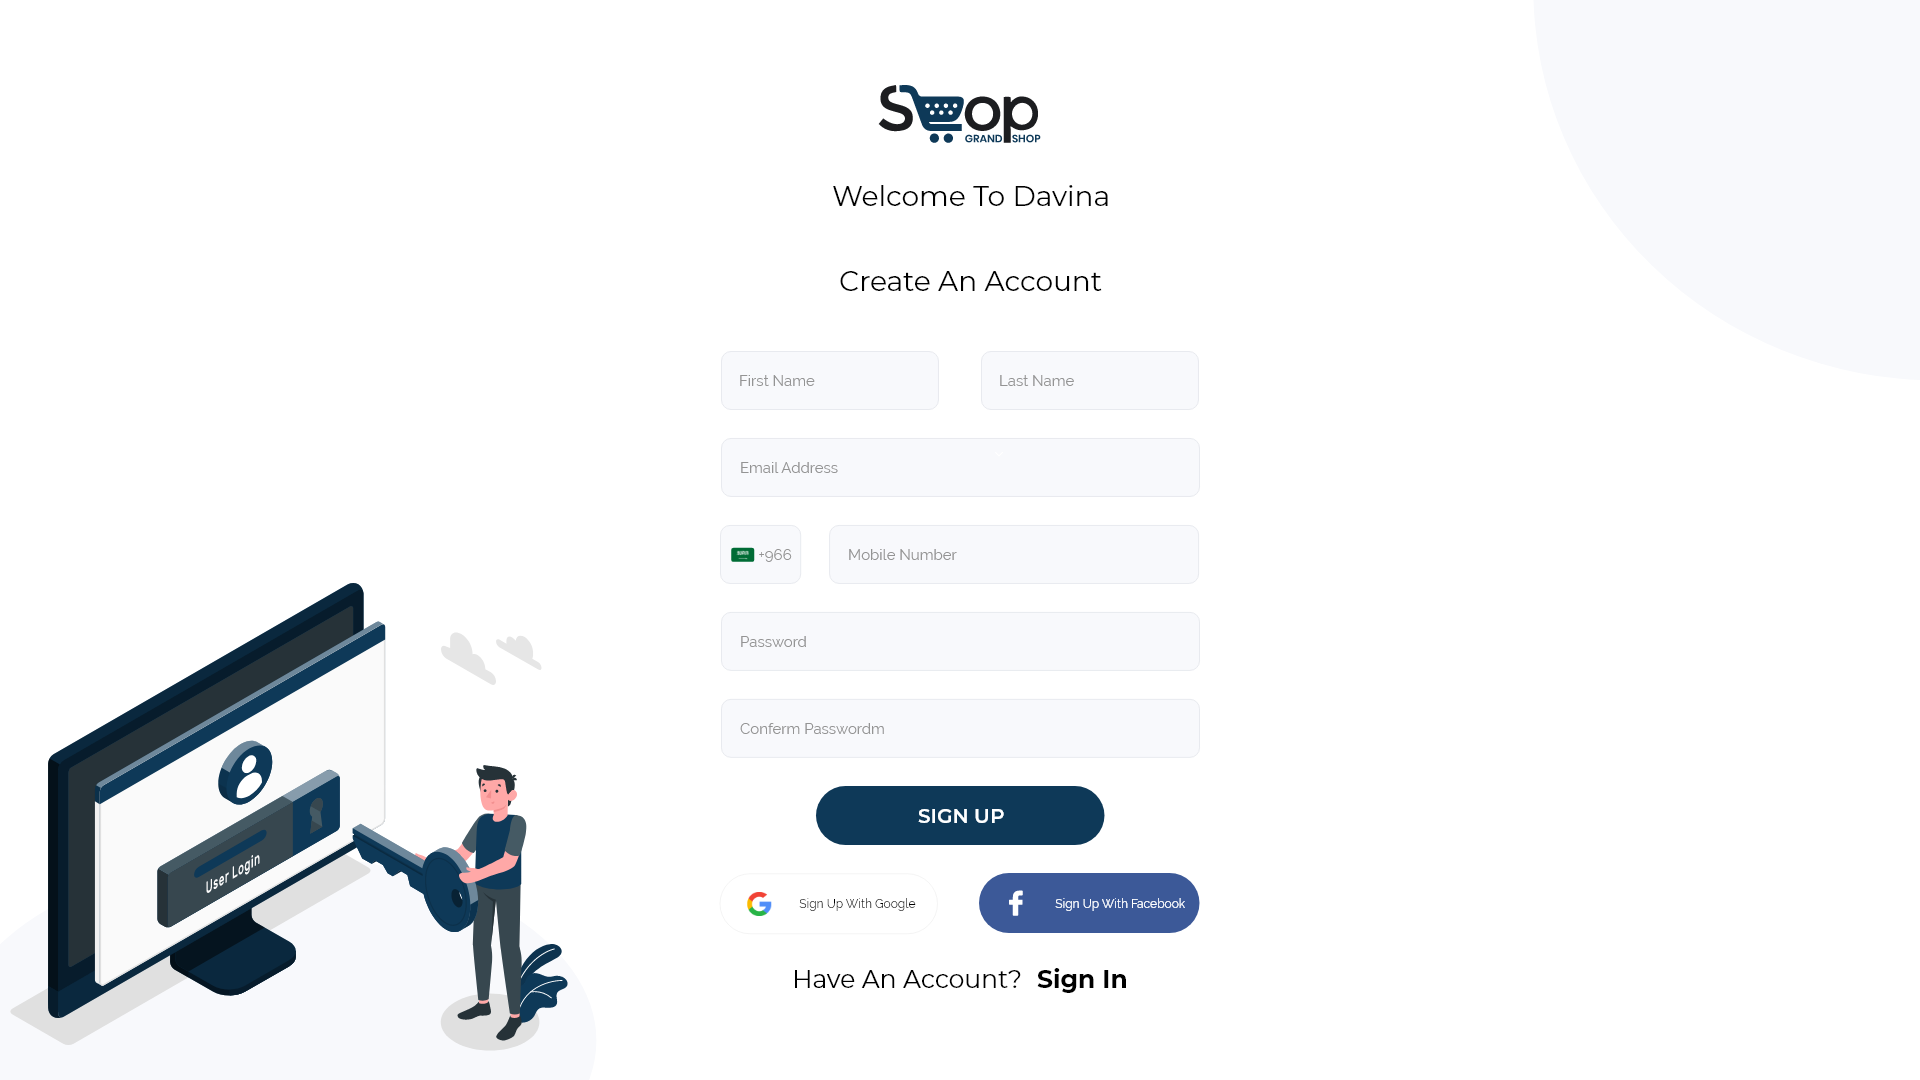 Shop
GRAND SHOP
Welcome To Davina
Create An Account
First Name
Last Name
Email Address
+966
Mobile Number
Password
Conferm Passwordm
SIGN UP
Sign Up With Google
Sign Up With Facebook
Have An Account? Sign In
User Login